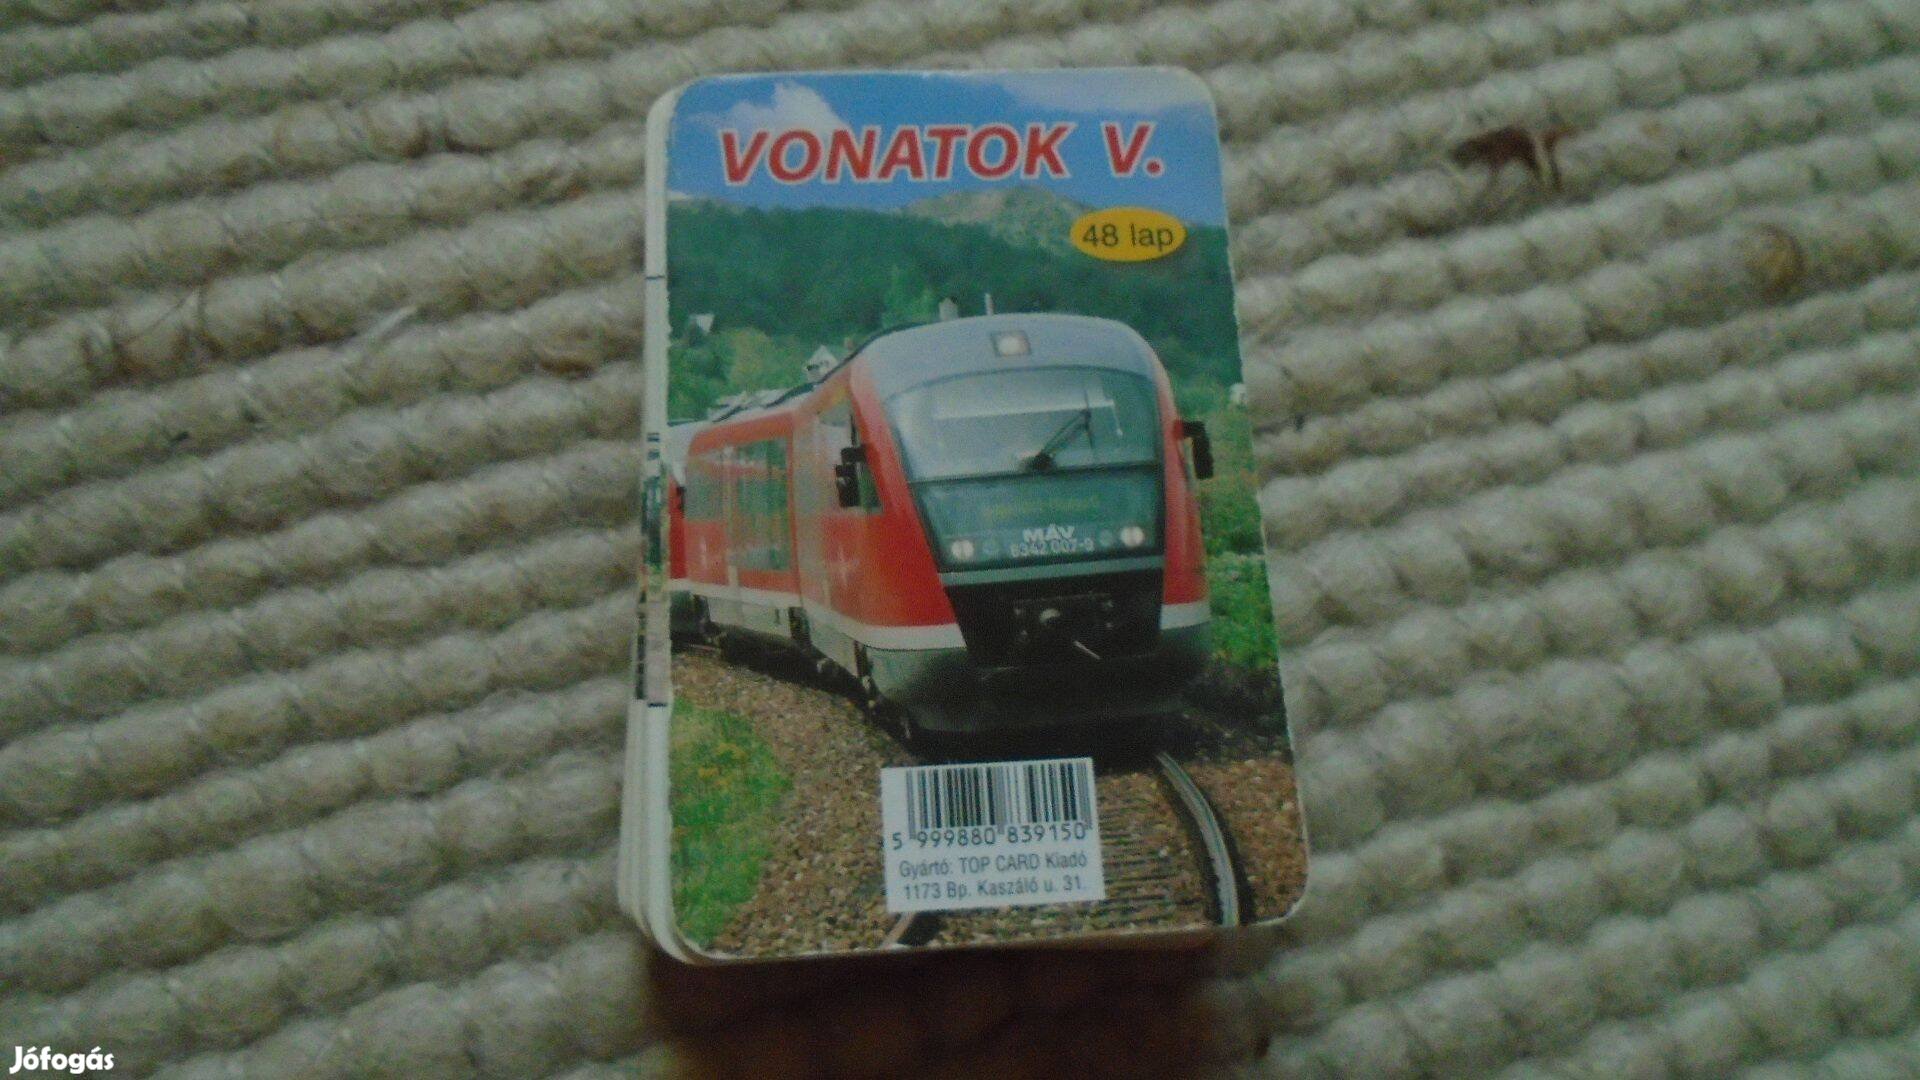 VONATOK V.
48 lap
MÁV
6342 007-9
5 999880 839150
Gyártó: TOP CARD Kiadó
1173 Bp. Kaszáló u. 31.
Jófogás